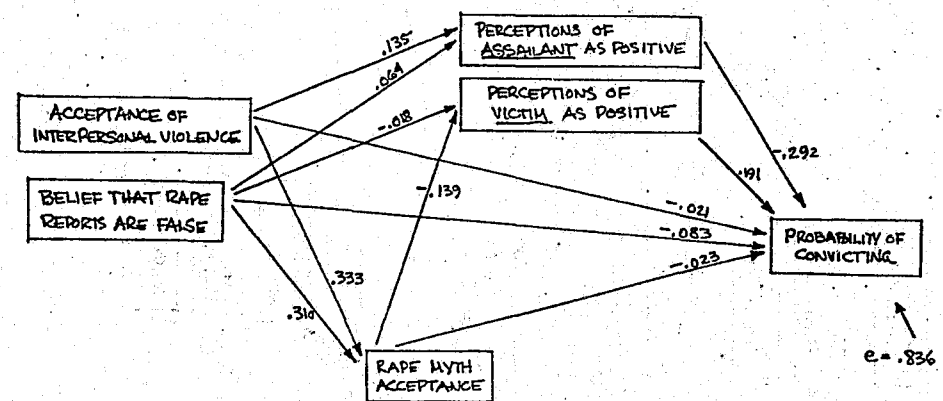 PERCEPTIONS OF
ASSAILANT AS POSITIVE
.135
.064
PERCEPTIONS OF
VICTIM AS POSITIVE
ACCEPTANCE OF
INTERPERSONAL VIOLENCE
-.018
-.292
.191
-.139
BELIEF THAT RAPE
REPORTS ARE FALSE
-.021
-.083
PROBABILITY OF
CONVICTING
-.023
.333
.310
RAPE MYTH
ACCEPTANCE
e = .836